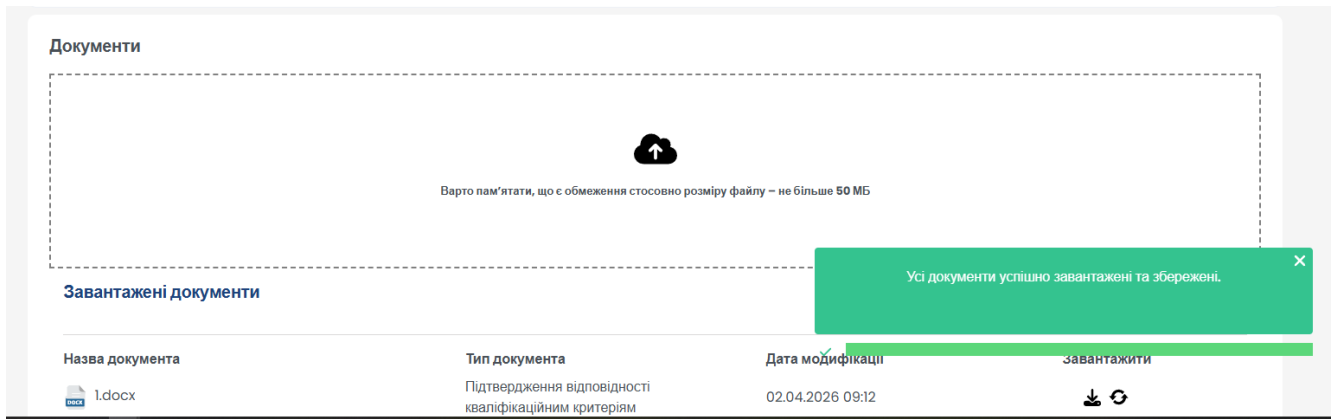 Документи
Варто пам’ятати, що є обмеження стосовно розміру файлу – не більше 50 МБ
Усі документи успішно завантажені та збережені.
Завантажені документи
Назва документа Тип документа Дата модифікації Завантажити
DOCX 1.docx Підтвердження відповідності 02.04.2026 09:12
кваліфікаційним критеріям